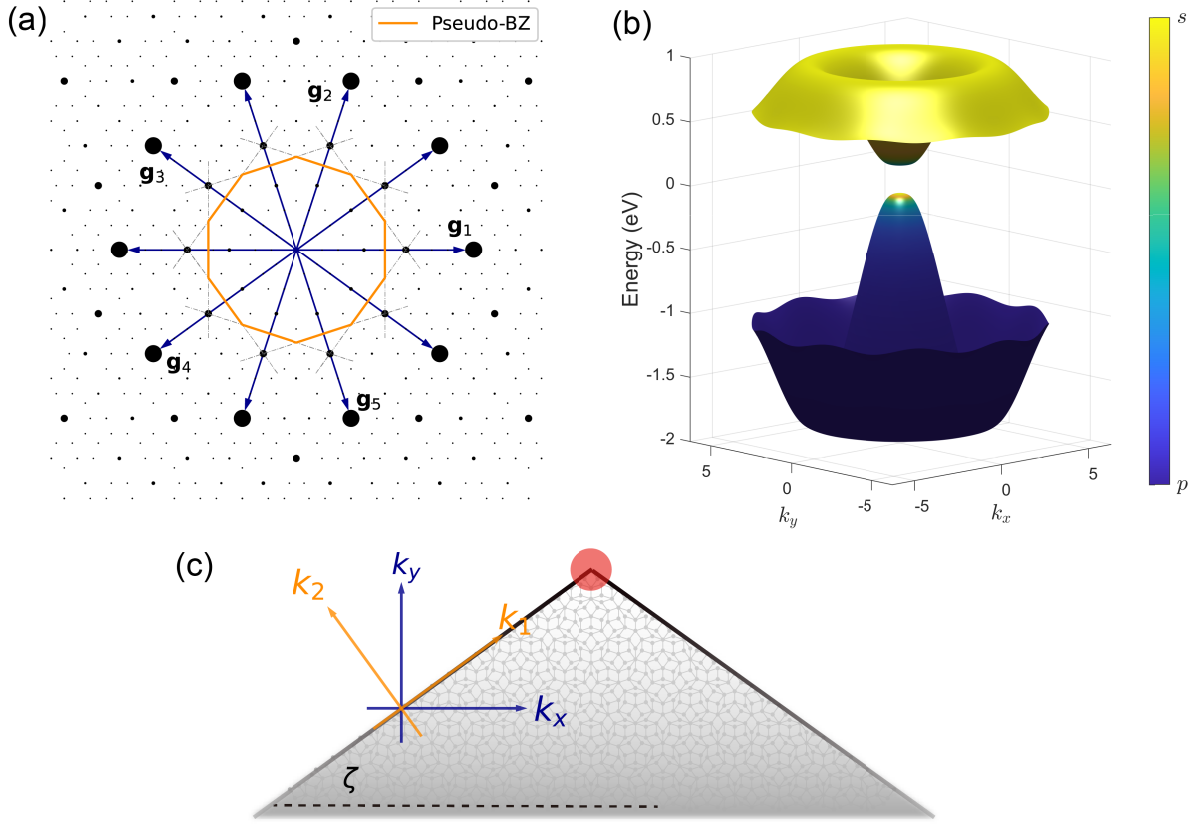 (a)
Pseudo-BZ
g2
g3
g1
g4
g5
(b)
1
0.5
0
-0.5
-1
-1.5
-2
Energy (eV)
5
0
-5
ky
-5
0
5
kx
s
p
(c)
ky
k2
k1
kx
ζ